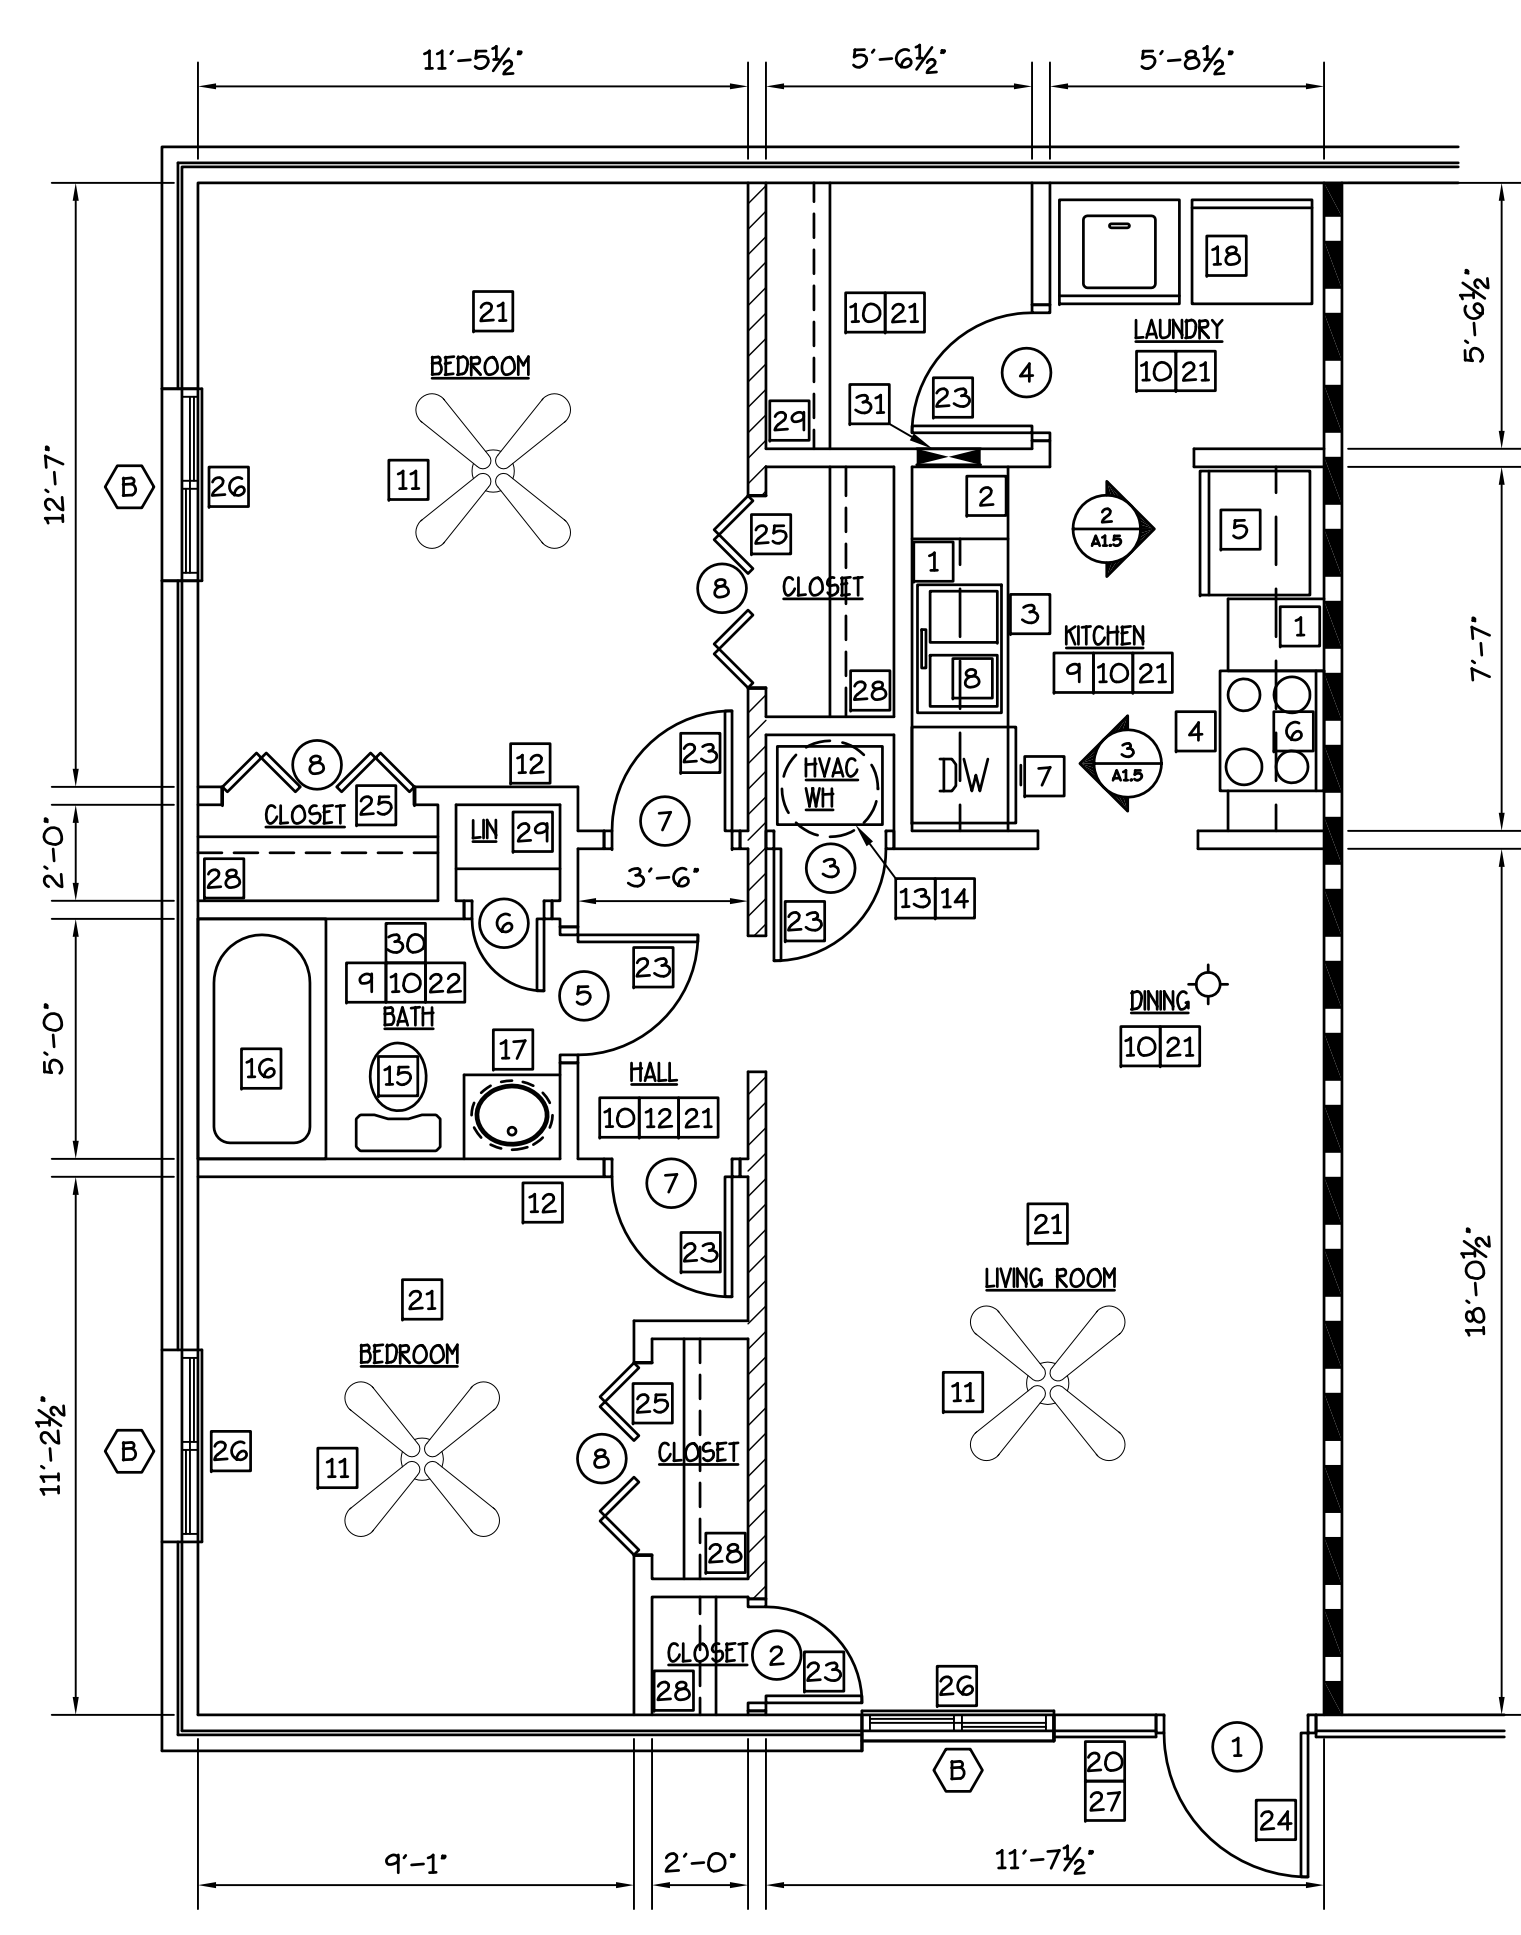 11'-5½" 5'-6½" 5'-8½"
18
21
10 21
5'-6½"
LAUNDRY
BEDROOM
10 21
4
23
31
29
12'-7"
B 26
11
2
25
2
A1.5
5
1
8
CLOSET
3
1
KITCHEN
9 10 21
7'-7"
28
8
4 6
23
3
A1.5
12
8
HVAC
WH
DW
7
25
CLOSET
LIN 29
7
2'-0"
28
3'-6"
3
13 14
23
6
30
9 10 22
23
5
BATH
DINING
10 21
5'-0"
16
15
17
HALL
10 12 21
7
12
21
23
LIVING ROOM
18'-0½"
21
BEDROOM
11
25
11'-2½"
B 26
11
8
CLOSET
28
CLOSET
2
23
28
26
1
B
20
27
24
9'-1" 2'-0" 11'-7½"